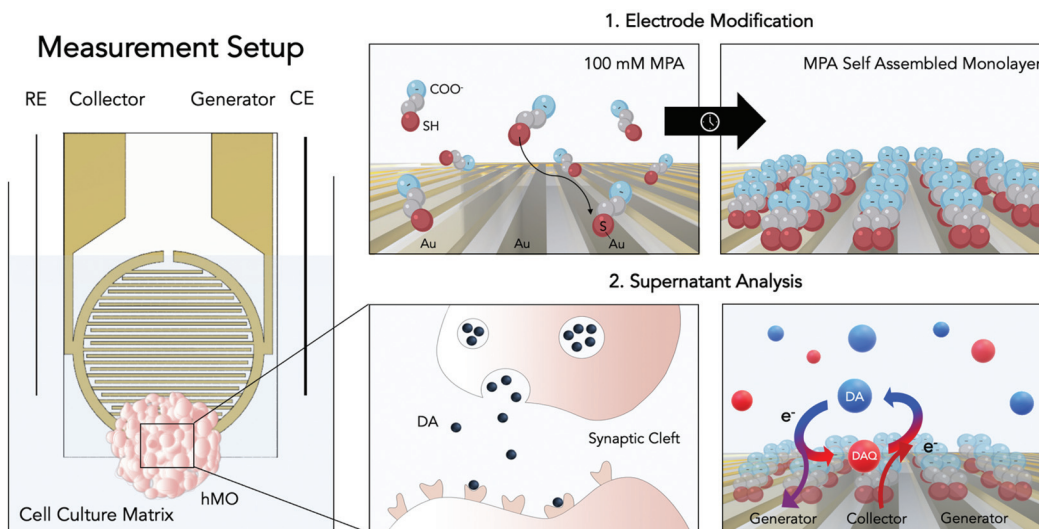 Measurement Setup
RE Collector Generator CE
hMO
Cell Culture Matrix
1. Electrode Modification
100 mM MPA
COO-
SH
S
Au Au Au
MPA Self Assembled Monolayer
2. Supernatant Analysis
DA
Synaptic Cleft
DA
e-
DAQ
e-
Generator Collector Generator